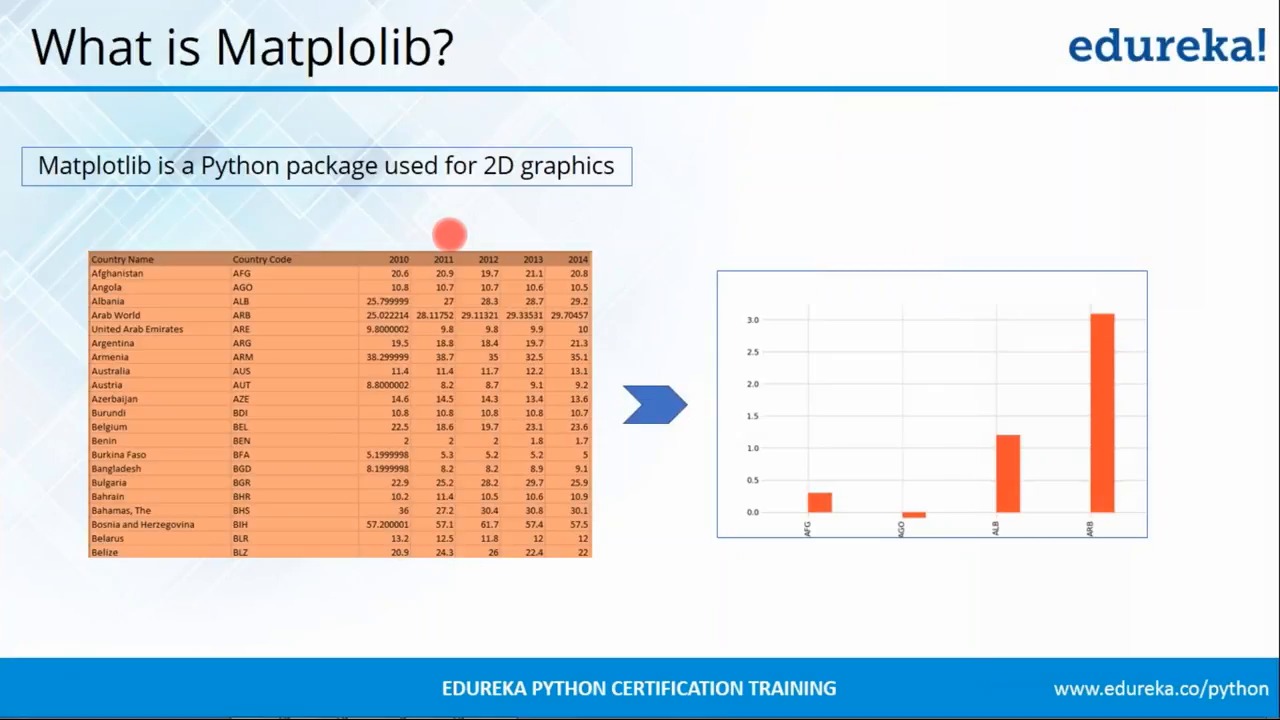 What is Matplolib?
edureka!
Matplotlib is a Python package used for 2D graphics
Country Name Country Code 2010 2011 2012 2013 2014
Afghanistan AFG 20.6 20.9 19.7 21.1 20.8
Angola AGO 10.8 10.7 10.7 10.6 10.5
Albania ALB 25.799999 27 28.3 28.7 29.2
Arab World ARB 25.022214 28.11752 29.11321 29.33531 29.70457
United Arab Emirates ARE 9.8000002 9.8 9.8 9.9 10
Argentina ARG 19.5 18.8 18.4 19.7 21.3
Armenia ARM 38.299999 38.7 35 32.5 35.1
Australia AUS 11.4 11.4 11.7 12.2 13.1
Austria AUT 8.8000002 8.2 8.7 9.1 9.2
Azerbaijan AZE 14.6 14.5 14.3 13.4 13.6
Burundi BDI 10.8 10.8 10.8 10.8 10.7
Belgium BEL 22.5 18.6 19.7 23.1 23.6
Benin BEN 2 2 2 1.8 1.7
Burkina Faso BFA 5.1999998 5.3 5.2 5.2 5
Bangladesh BGD 8.1999998 8.2 8.2 8.9 9.1
Bulgaria BGR 22.9 25.2 28.2 29.7 25.9
Bahrain BHR 10.2 11.4 10.5 10.6 10.9
Bahamas, The BHS 36 27.2 30.4 30.8 30.1
Bosnia and Herzegovina BIH 57.200001 57.1 61.7 57.4 57.5
Belarus BLR 13.2 12.5 11.8 12 12
Belize BLZ 20.9 24.3 26 22.4 22
3.0
2.5
2.0
1.5
1.0
0.5
0.0
AFG AGO ALB ARB
EDUREKA PYTHON CERTIFICATION TRAINING
www.edureka.co/python